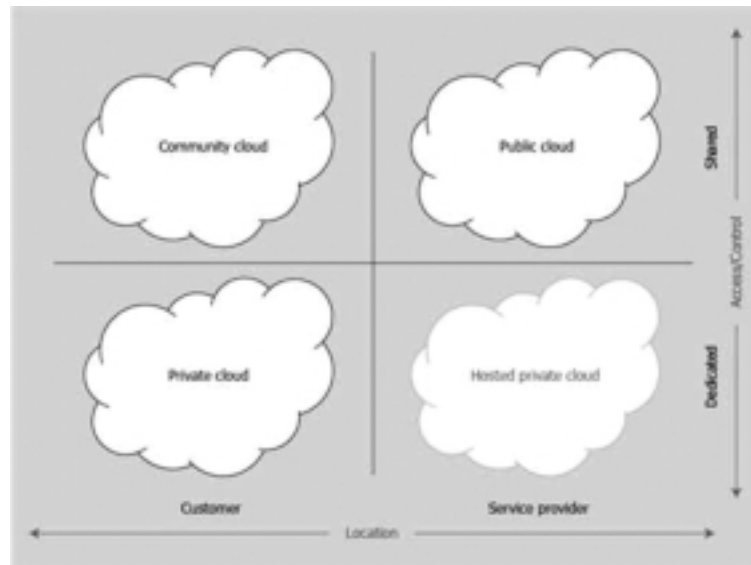 Community cloud
Public cloud
Shared
Access/Control
Private cloud
Hosted private cloud
Dedicated
Customer
Service provider
Location